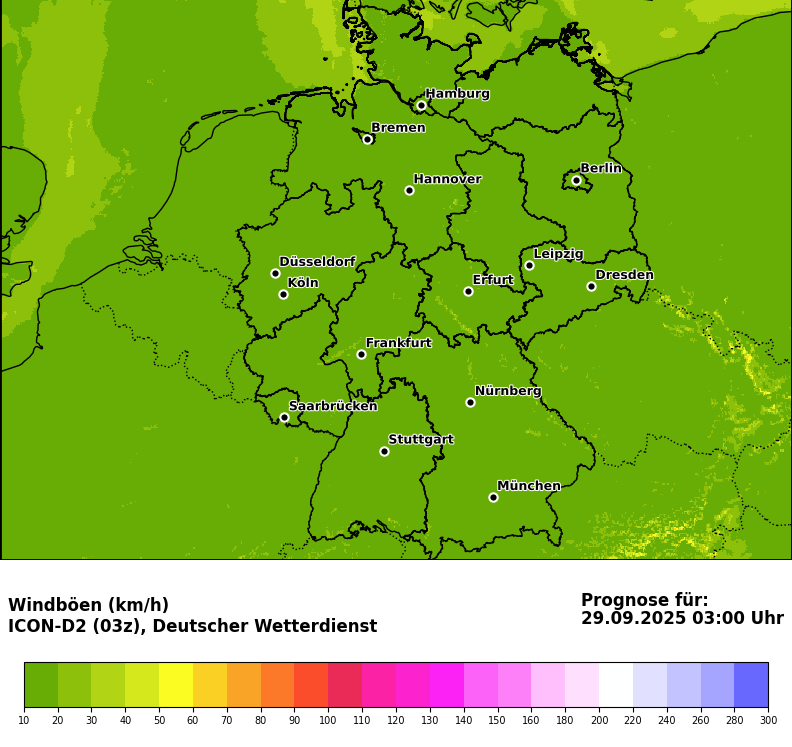 Hamburg
Bremen
Berlin
Hannover
Düsseldorf
Leipzig
Köln
Erfurt
Dresden
Frankfurt
Nürnberg
Saarbrücken
Stuttgart
München
Windböen (km/h)
ICON-D2 (03z), Deutscher Wetterdienst
Prognose für:
29.09.2025 03:00 Uhr
10 20 30 40 50 60 70 80 90 100 110 120 130 140 150 160 180 200 220 240 260 280 300